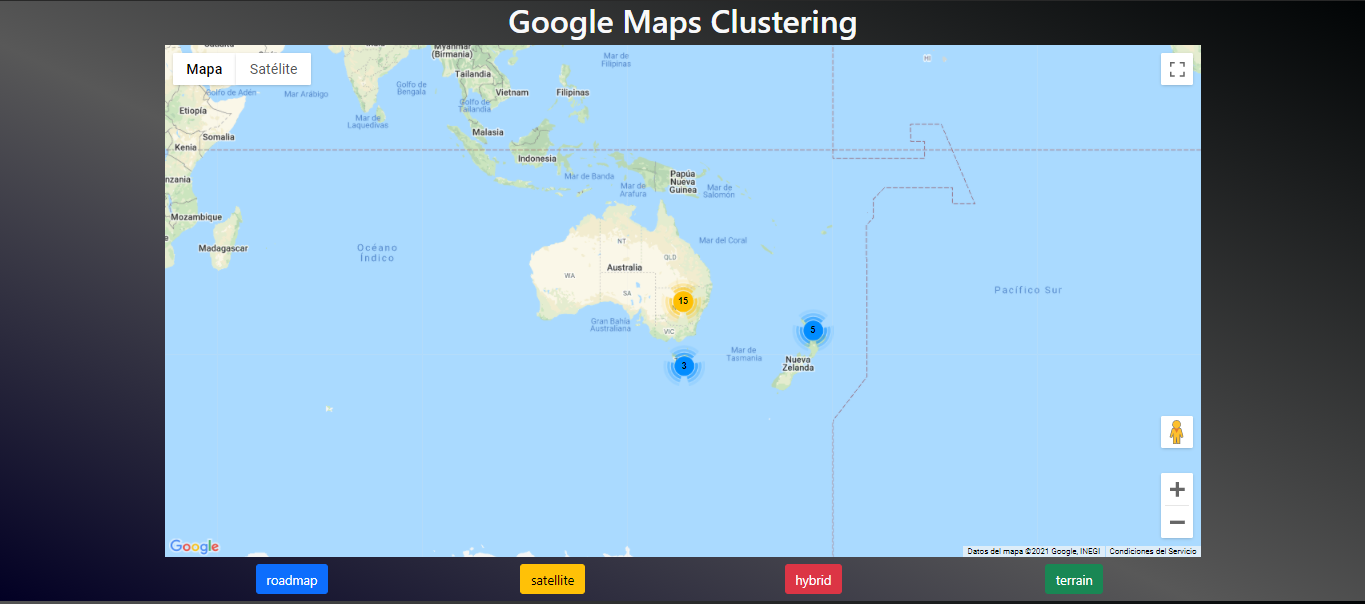 Google Maps Clustering
Mapa
Satélite
Myanmar
(Birmania)
Mar de
Filipinas
HI
Tailandia
Golfo de Adén
Mar Arábigo
Golfo de
Bengala
Vietnam
Filipinas
Golfo de
Tailandia
Etiopía
Mar de
Laquedivas
Somalia
Malasia
Kenia
Indonesia
nzania
Mar de Banda
Papúa
Nueva
Guinea
Mar de
Arafura
Mar de
Salomón
Mozambique
Madagascar
Océano
Índico
NT
Mar del Coral
QLD
Australia
WA
SA
15
Pacífico Sur
Gran Bahía
Australiana
VIC
5
3
Mar de
Tasmania
Nueva
Zelanda
Google
Datos del mapa ©2021 Google, INEGI
Condiciones del Servicio
roadmap
satellite
hybrid
terrain